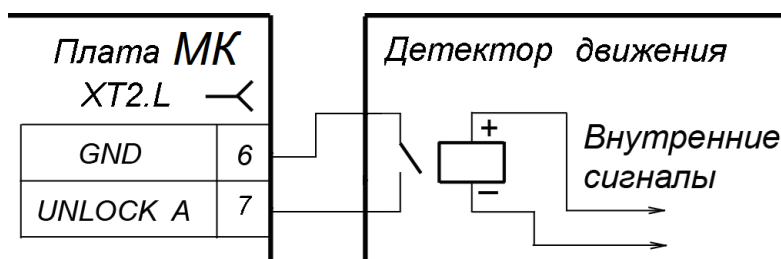 Плата МК
XT2.L
GND 6
UNLOCK A 7
Детектор движения
+
Внутренние
сигналы
−